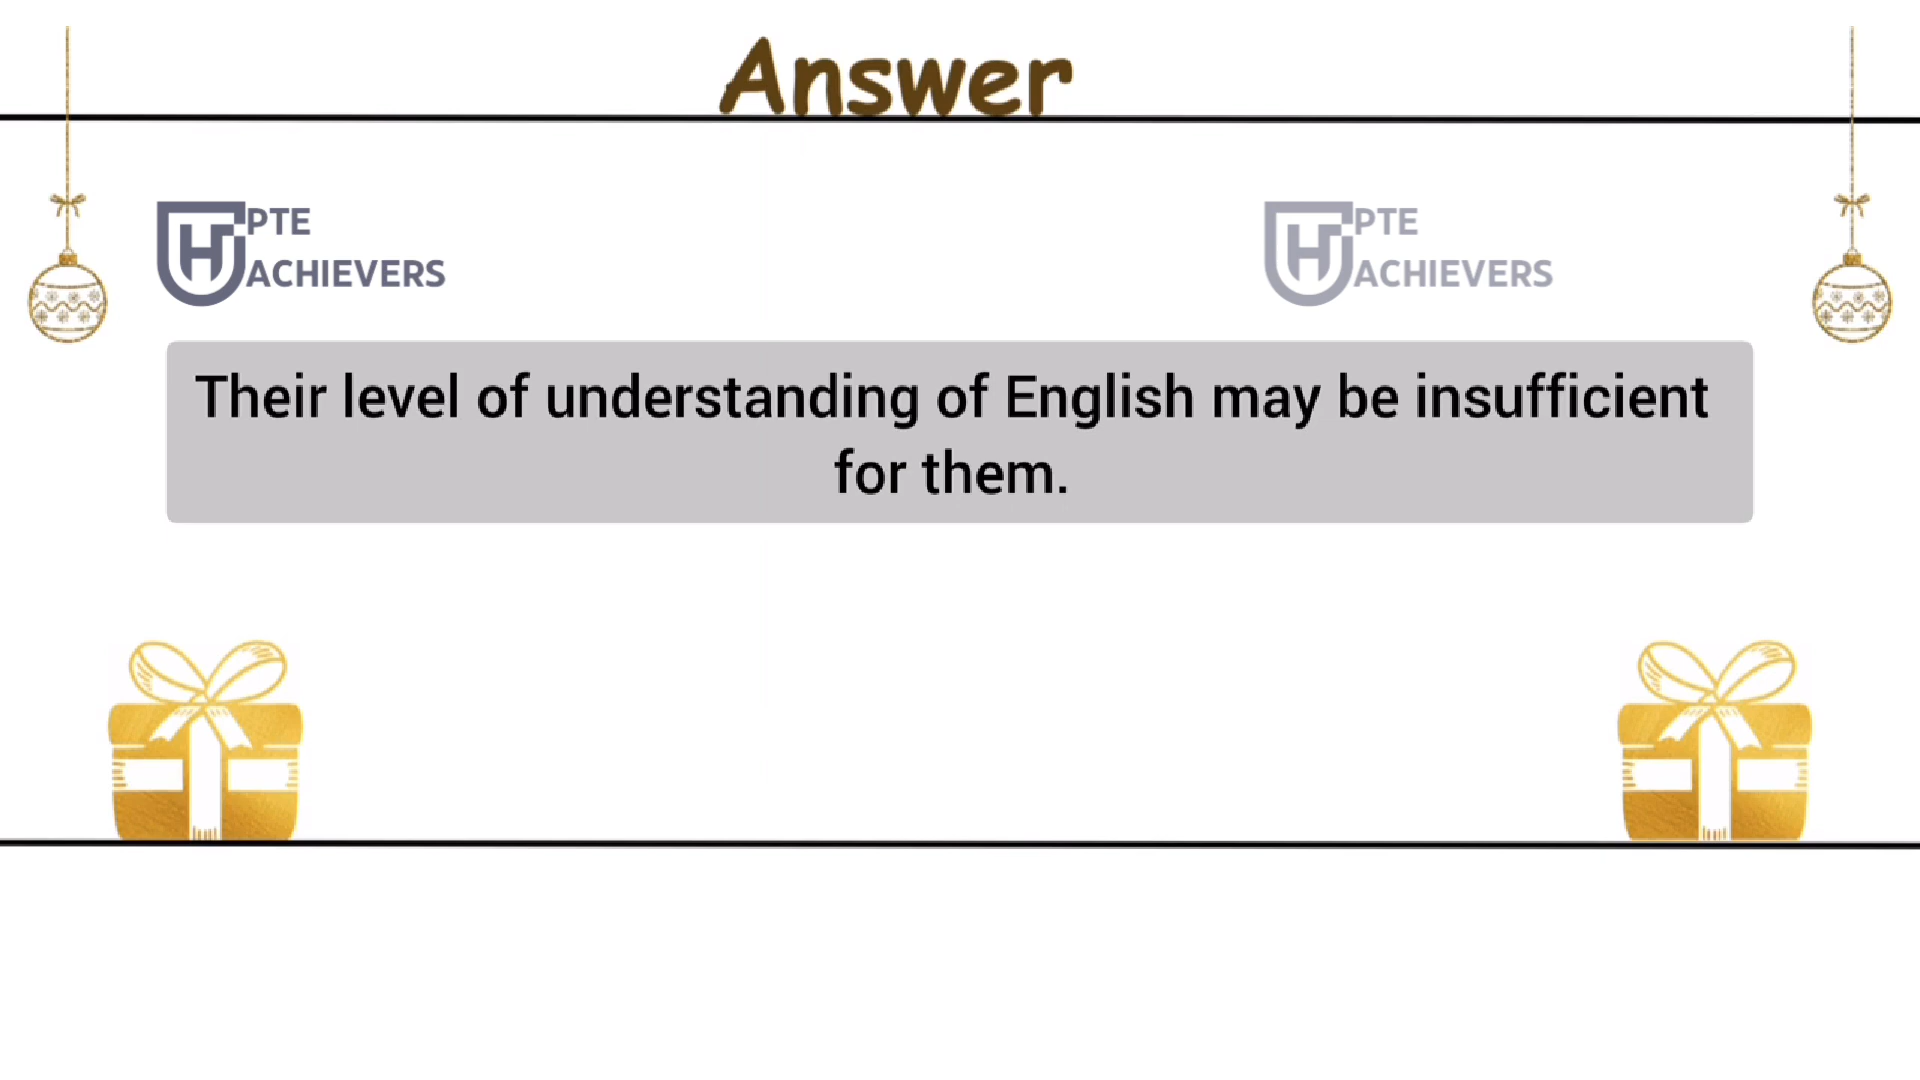 Answer
PTE
ACHIEVERS
PTE
ACHIEVERS
Their level of understanding of English may be insufficient
for them.